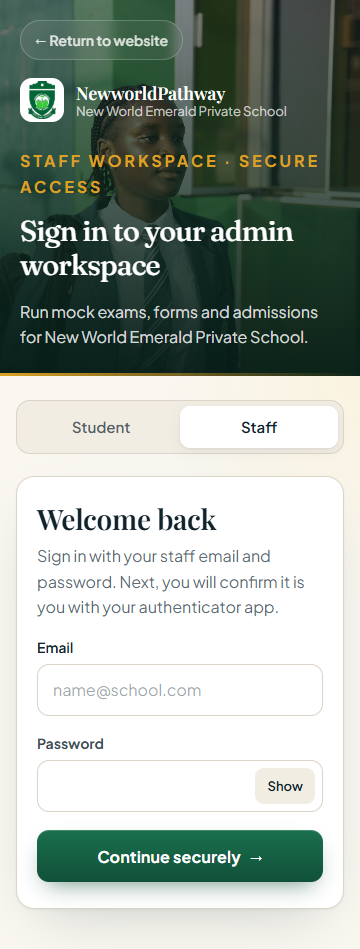 ← Return to website
NewworldPathway
New World Emerald Private School
STAFF WORKSPACE · SECURE
ACCESS
Sign in to your admin
workspace
Run mock exams, forms and admissions
for New World Emerald Private School.
Student
Staff
Welcome back
Sign in with your staff email and
password. Next, you will confirm it is
you with your authenticator app.
Email
name@school.com
Password
Show
Continue securely →